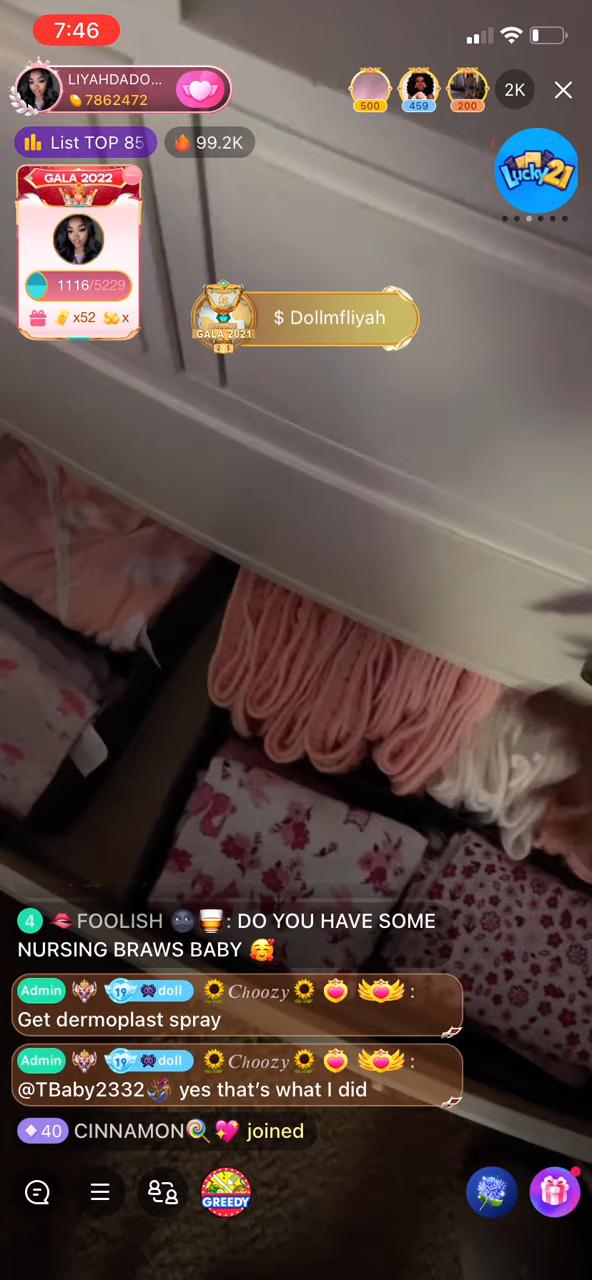 7:46
LIYAHDADO...
7862472
500
459
200
2K
List TOP 85
99.2K
Lucky21
GALA 2022
1116/5229
x52
x
GALA 2021
$ Dollmfliyah
4 👄FOOLISH 🌚🥃: DO YOU HAVE SOME
NURSING BRAWS BABY 🥰
Admin 19 doll 🌻Choozy🌻 :
Get dermoplast spray
Admin 19 doll 🌻Choozy🌻 :
@TBaby2332🧜🏾‍♀️ yes that’s what I did
40 CINNAMON🍭💖 joined
GREEDY